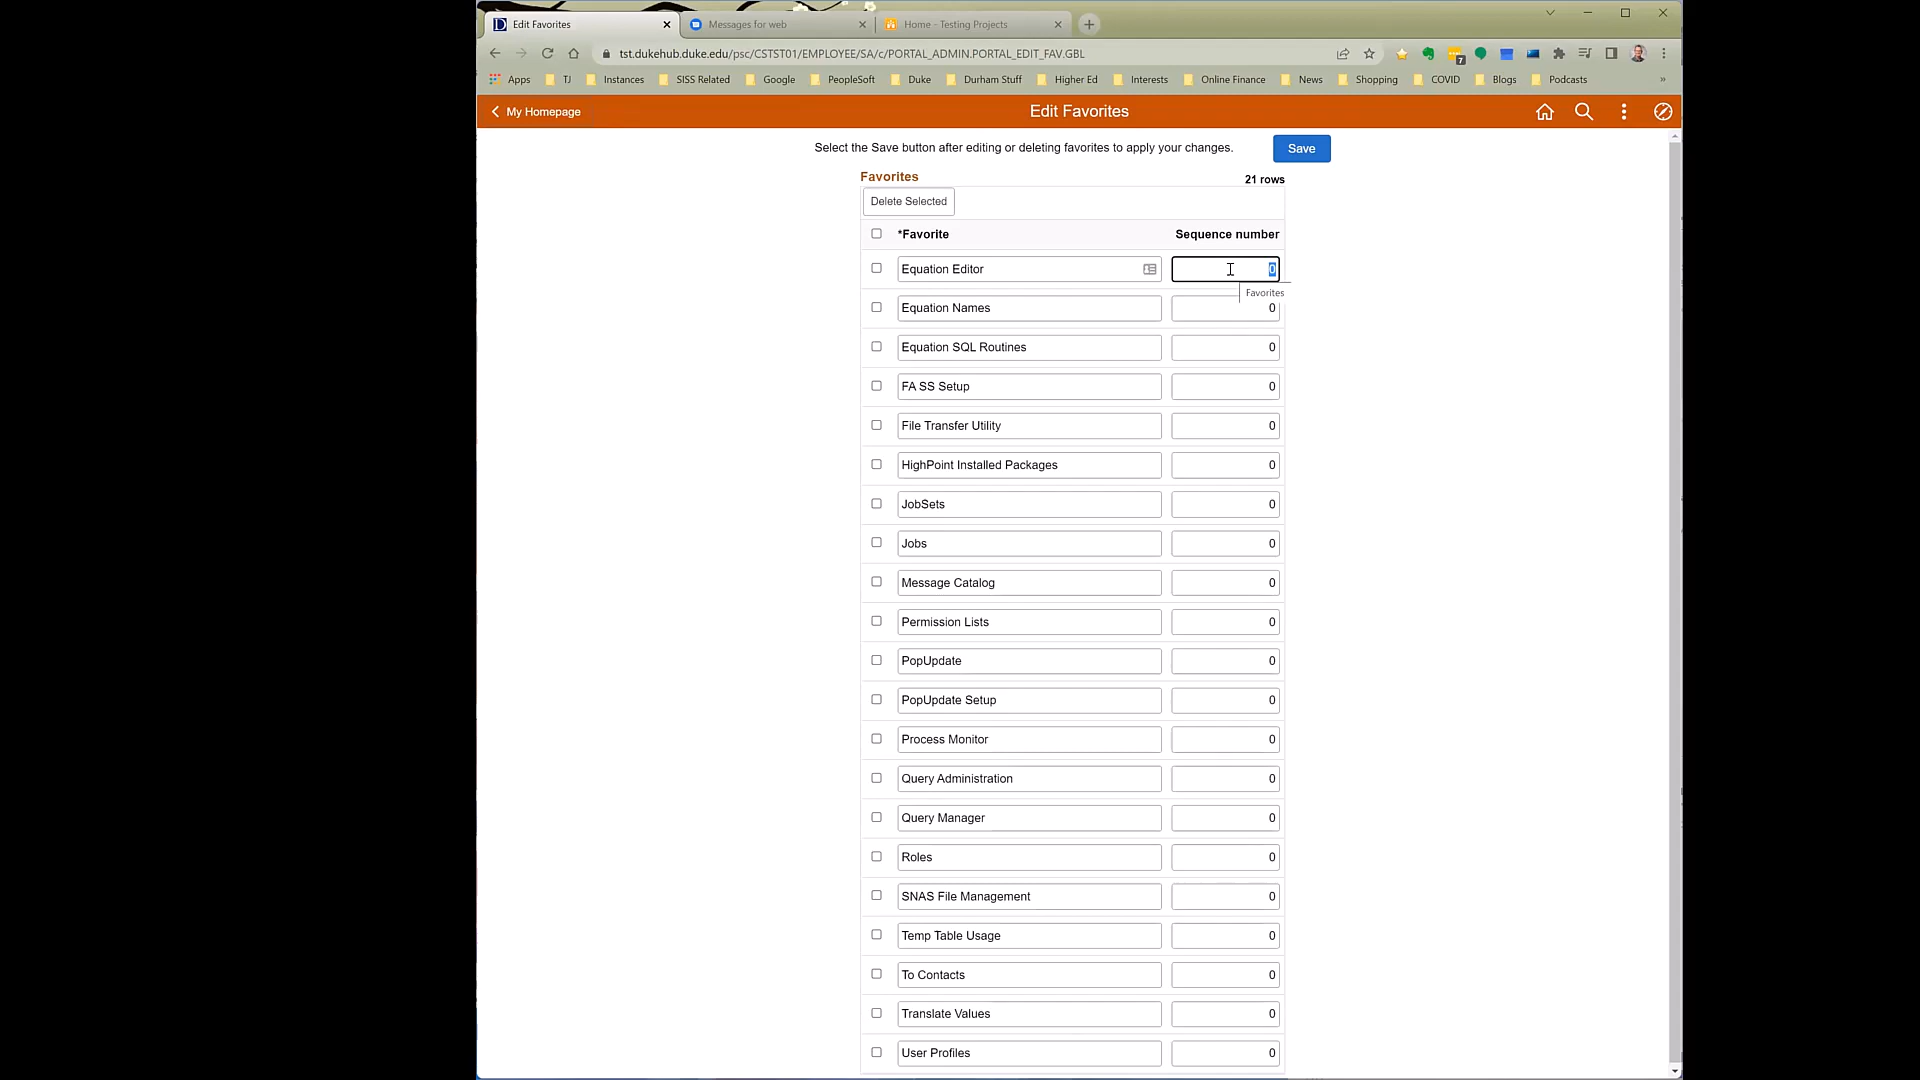 Edit Favorites
Messages for web
Home - Testing Projects
tst.dukehub.duke.edu/psc/CSTST01/EMPLOYEE/SA/c/PORTAL_ADMIN.PORTAL_EDIT_FAV.GBL
7
Apps TJ Instances SISS Related Google PeopleSoft Duke Durham Stuff Higher Ed Interests Online Finance News Shopping COVID Blogs Podcasts »
My Homepage
Edit Favorites
Select the Save button after editing or deleting favorites to apply your changes.
Save
Favorites
21 rows
Delete Selected
*Favorite Sequence number
Equation Editor 0
Favorites
Equation Names 0
Equation SQL Routines 0
FA SS Setup 0
File Transfer Utility 0
HighPoint Installed Packages 0
JobSets 0
Jobs 0
Message Catalog 0
Permission Lists 0
PopUpdate 0
PopUpdate Setup 0
Process Monitor 0
Query Administration 0
Query Manager 0
Roles 0
SNAS File Management 0
Temp Table Usage 0
To Contacts 0
Translate Values 0
User Profiles 0